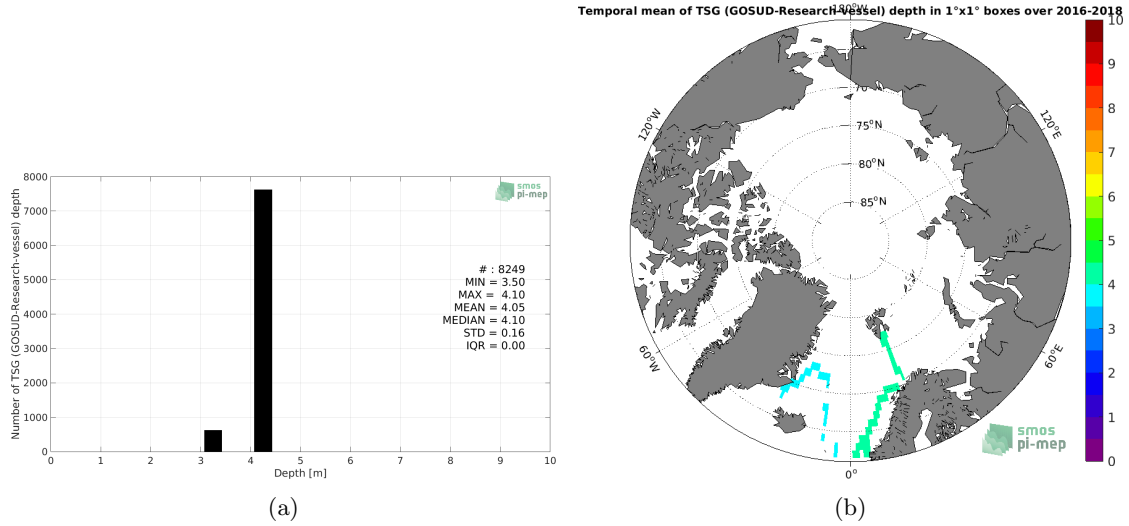 Temporal mean of TSG (GOSUD-Research-vessel) depth in 1°x1° boxes over 2016-2018
180°W
120°W
120°E
60°W
60°E
0°
70°N
75°N
80°N
85°N
10
9
8
7
6
5
4
3
2
1
0
smos
pi-mep
Number of TSG (GOSUD-Research-vessel) depth
8000
7000
6000
5000
4000
3000
2000
1000
0
smos
pi-mep
# : 8249
MIN = 3.50
MAX = 4.10
MEAN = 4.05
MEDIAN = 4.10
STD = 0.16
IQR = 0.00
0 1 2 3 4 5 6 7 8 9 10
Depth [m]
(a)
(b)